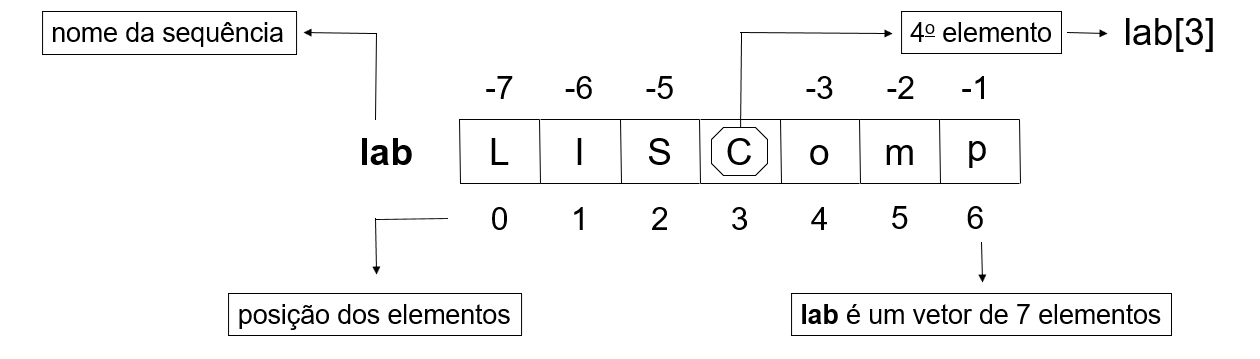 nome da sequência
4º elemento
lab[3]
-7 -6 -5 -3 -2 -1
lab L I S C o m p
0 1 2 3 4 5 6
posição dos elementos
lab é um vetor de 7 elementos